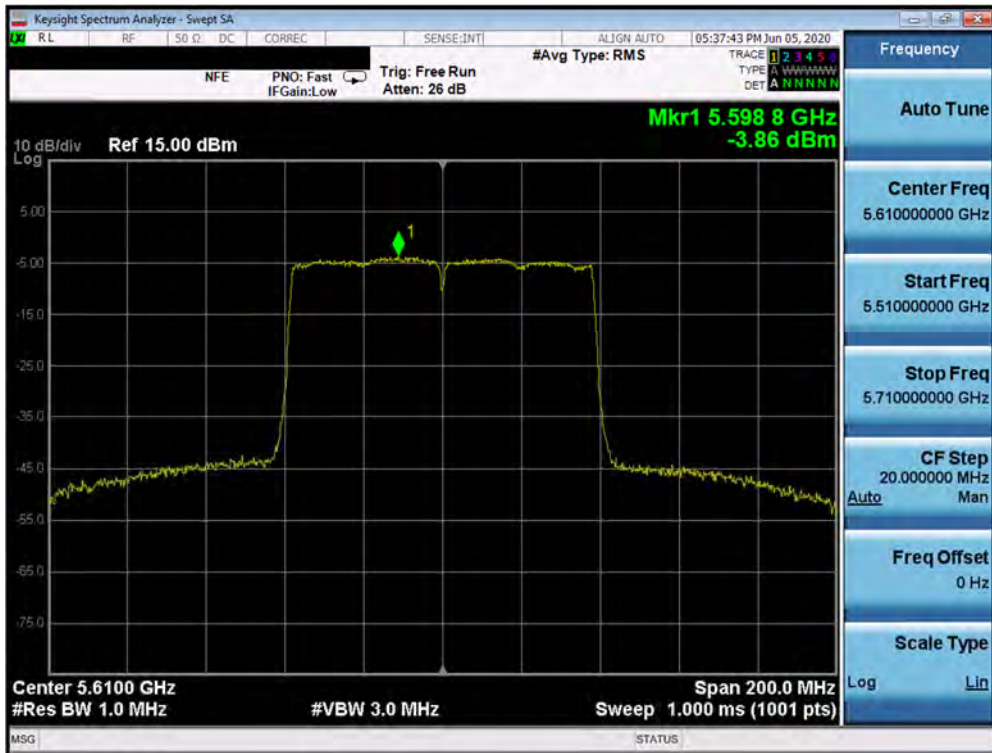 Keysight Spectrum Analyzer - Swept SA
LXI RL RF 50 Ω DC CORREC SENSE:INT ALIGN AUTO 05:37:43 PM Jun 05, 2020
#Avg Type: RMS TRACE 1 2 3 4 5 6
NFE PNO: Fast Trig: Free Run TYPE A WWWWW
IFGain:Low Atten: 26 dB DET A N N N N N
Mkr1 5.598 8 GHz
-3.86 dBm
10 dB/div Ref 15.00 dBm
Log
1
5.00
-5.00
-15.0
-25.0
-35.0
-45.0
-55.0
-65.0
-75.0
Center 5.6100 GHz Span 200.0 MHz
#Res BW 1.0 MHz #VBW 3.0 MHz Sweep 1.000 ms (1001 pts)
MSG STATUS
Frequency
Auto Tune
Center Freq
5.610000000 GHz
Start Freq
5.510000000 GHz
Stop Freq
5.710000000 GHz
CF Step
20.000000 MHz
Auto Man
Freq Offset
0 Hz
Scale Type
Log Lin